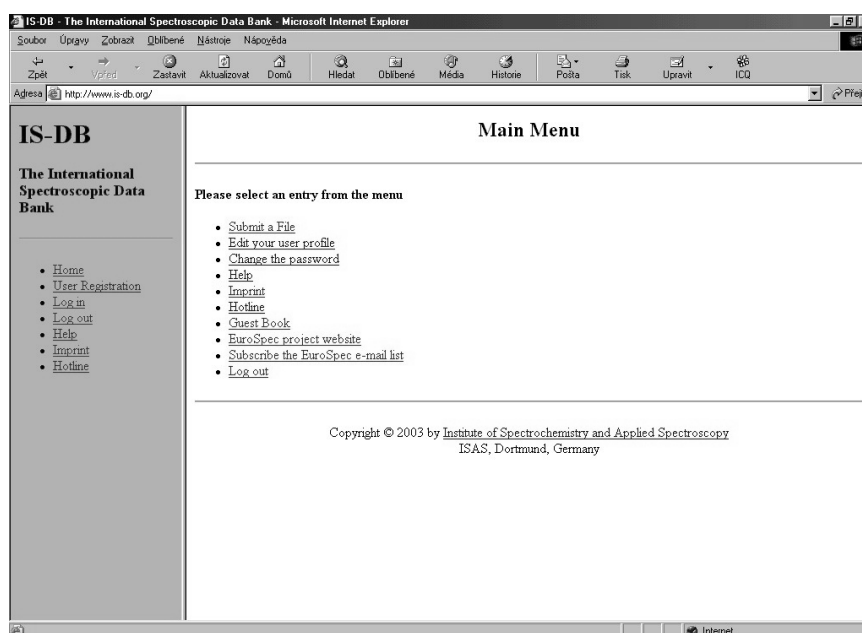 IS-DB - The International Spectroscopic Data Bank - Microsoft Internet Explorer
Soubor Úpravy Zobrazit Oblíbené Nástroje Nápověda
Zpět Vpřed Zastavit Aktualizovat Domů Hledat Oblíbené Média Historie Pošta Tisk Upravit ICQ
Adresa http://www.is-db.org/ Přej
IS-DB
The International
Spectroscopic Data
Bank
Home
User Registration
Log in
Log out
Help
Imprint
Hotline
Main Menu
Please select an entry from the menu
Submit a File
Edit your user profile
Change the password
Help
Imprint
Hotline
Guest Book
EuroSpec project website
Subscribe the EuroSpec e-mail list
Log out
Copyright © 2003 by Institute of Spectrochemistry and Applied Spectroscopy
ISAS, Dortmund, Germany
Internet